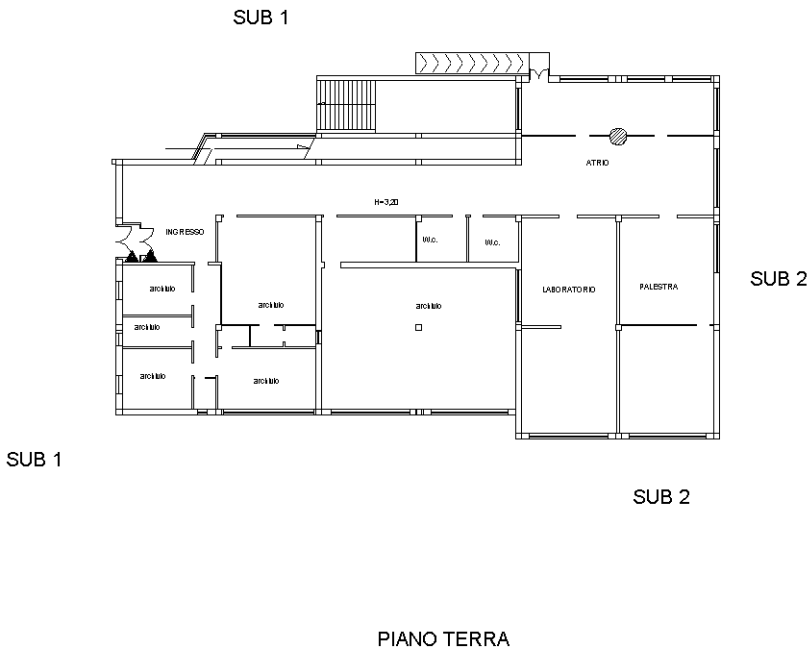 SUB 1
ATRIO
H=3,20
INGRESSO
W.c.
W.c.
SUB 2
archivio
LABORATORIO
PALESTRA
archivio
archivio
archivio
archivio
archivio
SUB 1
SUB 2
PIANO TERRA